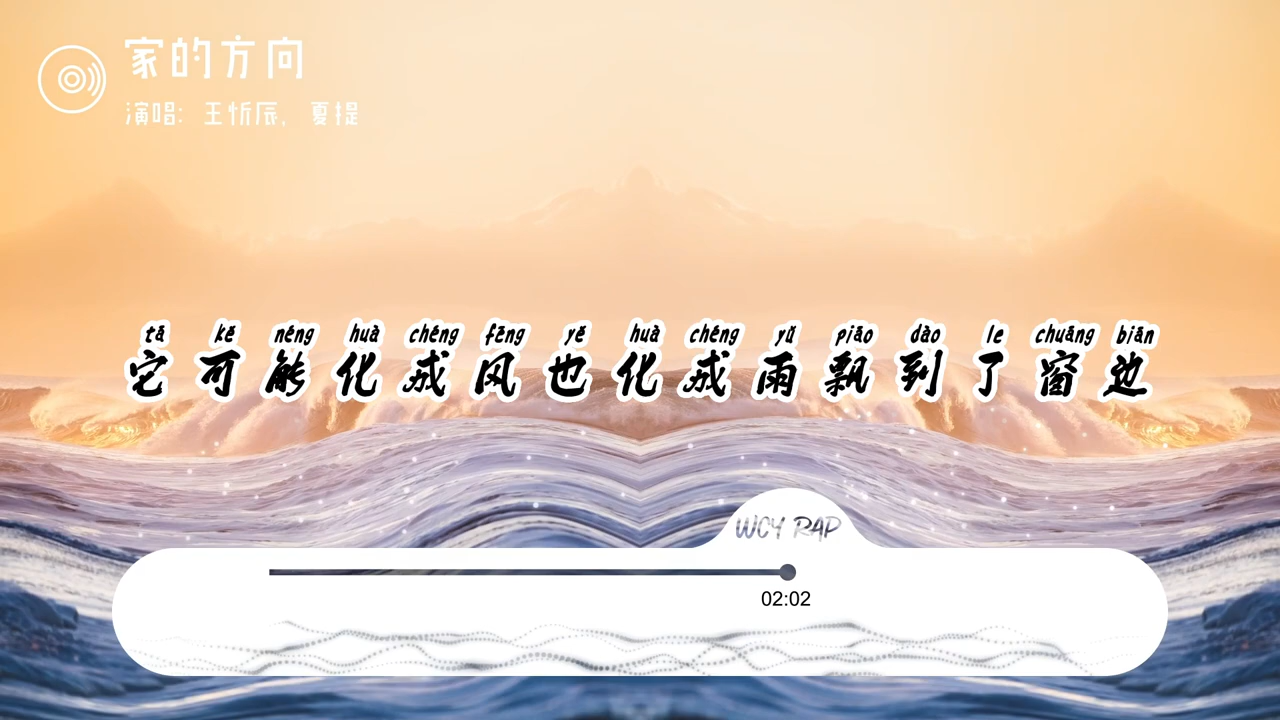 家的方向
演唱: 王忻辰, 夏提
tā kě néng huà chéng fēng yě huà chéng yǔ piāo dào le chuāng biān
它可能化成风也化成雨飘到了窗边
WCY RAP
02:02